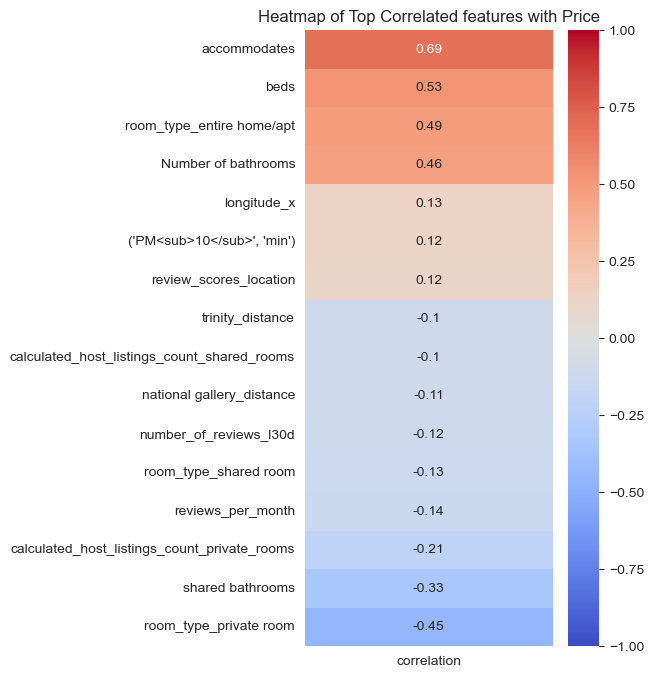 Heatmap of Top Correlated features with Price
accommodates 0.69
beds 0.53
room_type_entire home/apt 0.49
Number of bathrooms 0.46
longitude_x 0.13
('PM<sub>10</sub>', 'min') 0.12
review_scores_location 0.12
trinity_distance -0.1
calculated_host_listings_count_shared_rooms -0.1
national gallery_distance -0.11
number_of_reviews_l30d -0.12
room_type_shared room -0.13
reviews_per_month -0.14
calculated_host_listings_count_private_rooms -0.21
shared bathrooms -0.33
room_type_private room -0.45
correlation
1.00
0.75
0.50
0.25
0.00
−0.25
−0.50
−0.75
−1.00